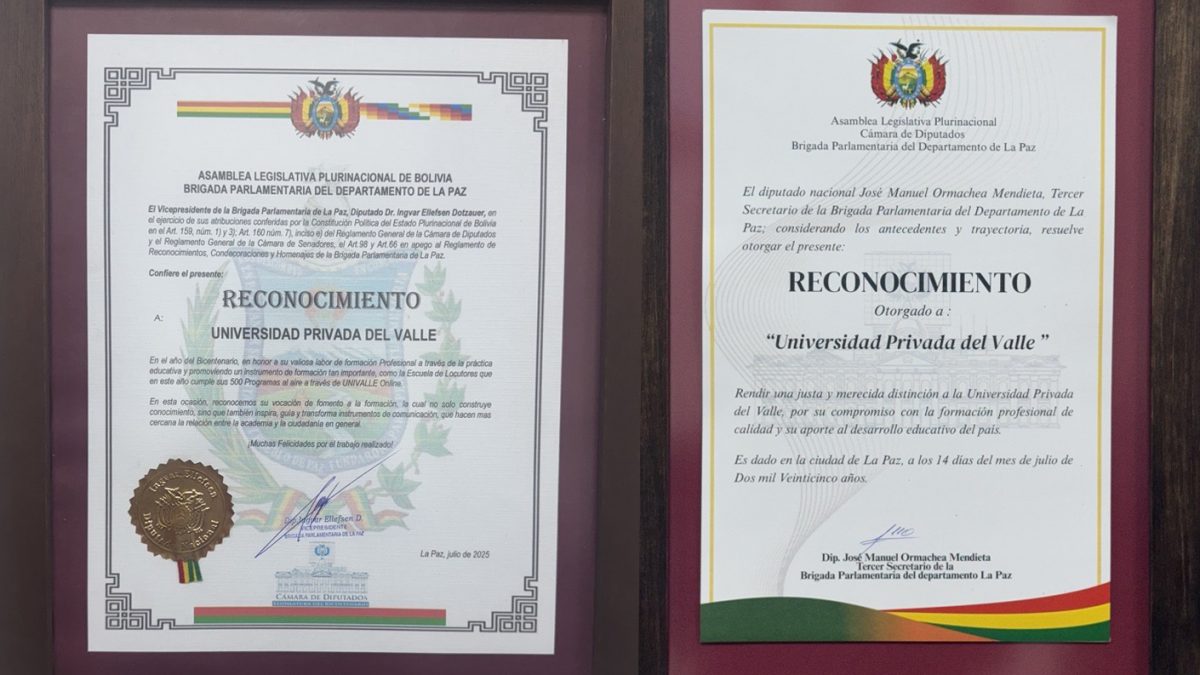 ASAMBLEA LEGISLATIVA PLURINACIONAL DE BOLIVIA
BRIGADA PARLAMENTARIA DEL DEPARTAMENTO DE LA PAZ
El Vicepresidente de la Brigada Parlamentaria de La Paz, Diputado Dr. Ingvar Ellefsen Dotzauer, en
el ejercicio de sus atribuciones conferidas por la Constitución Política del Estado Plurinacional de Bolivia
en el Art. 159, núm. 1) y 3); Art. 160 núm. 7), inciso e) del Reglamento General de la Cámara de Diputados
y el Reglamento General de la Cámara de Senadores, el Art.98 y Art.66 en apego al Reglamento de
Reconocimientos, Condecoraciones y Homenajes de la Brigada Parlamentaria de La Paz.
Confiere el presente:
RECONOCIMIENTO
A:
UNIVERSIDAD PRIVADA DEL VALLE
En el año del Bicentenario, en honor a su valiosa labor de formación Profesional a través de la práctica
educativa y promoviendo un instrumento de formación tan importante, como la Escuela de Locutores que
en este año cumple sus 500 Programas al aire a través de UNIVALLE Online.
En esta ocasión, reconocemos su vocación de fomento a la formación, la cual no solo construye
conocimiento, sino que también inspira, guía y transforma instrumentos de comunicación, que hacen mas
cercana la relación entre la academia y la ciudadanía en general.
¡Muchas Felicidades por el trabajo realizado!
Dip. Ingvar Ellefsen D.
VICEPRESIDENTE
BRIGADA PARLAMENTARIA DE LA PAZ
La Paz, julio de 2025
CÁMARA DE DIPUTADOS
Asamblea Legislativa Plurinacional
Cámara de Diputados
Brigada Parlamentaria del Departamento de La Paz
El diputado nacional José Manuel Ormachea Mendieta, Tercer
Secretario de la Brigada Parlamentaria del Departamento de La
Paz; considerando los antecedentes y trayectoria, resuelve
otorgar el presente:
RECONOCIMIENTO
Otorgado a :
“Universidad Privada del Valle ”
Rendir una justa y merecida distinción a la Universidad Privada
del Valle, por su compromiso con la formación profesional de
calidad y su aporte al desarrollo educativo del país.
Es dado en la ciudad de La Paz, a los 14 días del mes de julio de
Dos mil Veinticinco años.
Dip. José Manuel Ormachea Mendieta
Tercer Secretario de la
Brigada Parlamentaria del departamento La Paz